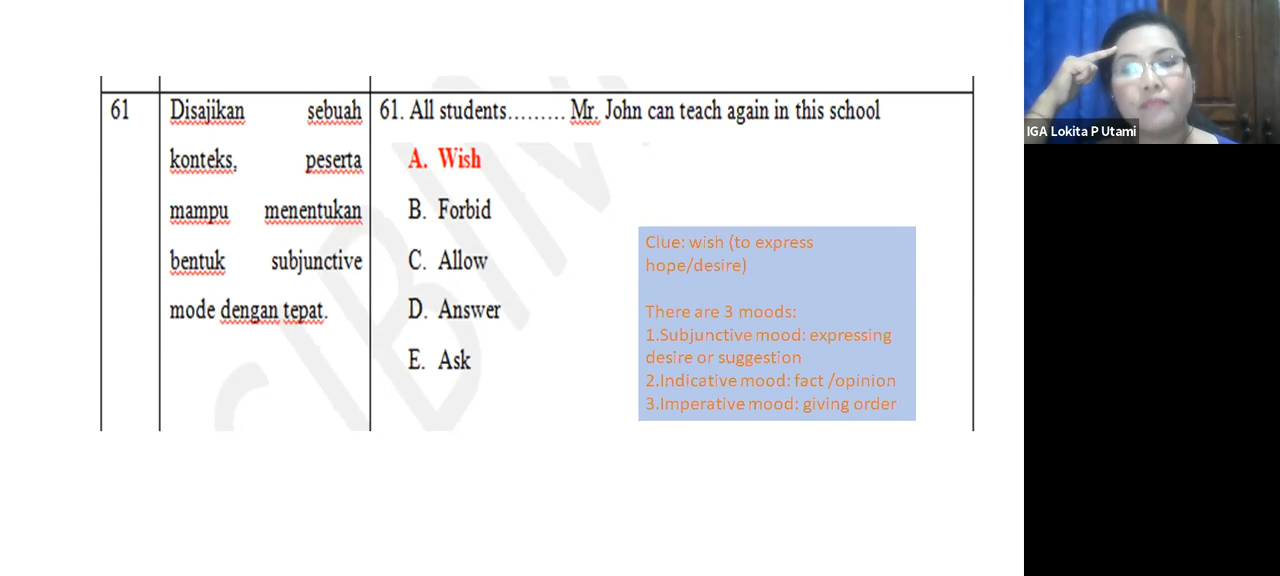 61
Disajikan sebuah
konteks, peserta
mampu menentukan
bentuk subjunctive
mode dengan tepat.
61. All students......... Mr. John can teach again in this school
A. Wish
B. Forbid
C. Allow
D. Answer
E. Ask
Clue: wish (to express
hope/desire)
There are 3 moods:
1.Subjunctive mood: expressing
desire or suggestion
2.Indicative mood: fact /opinion
3.Imperative mood: giving order
IGA Lokita P Utami